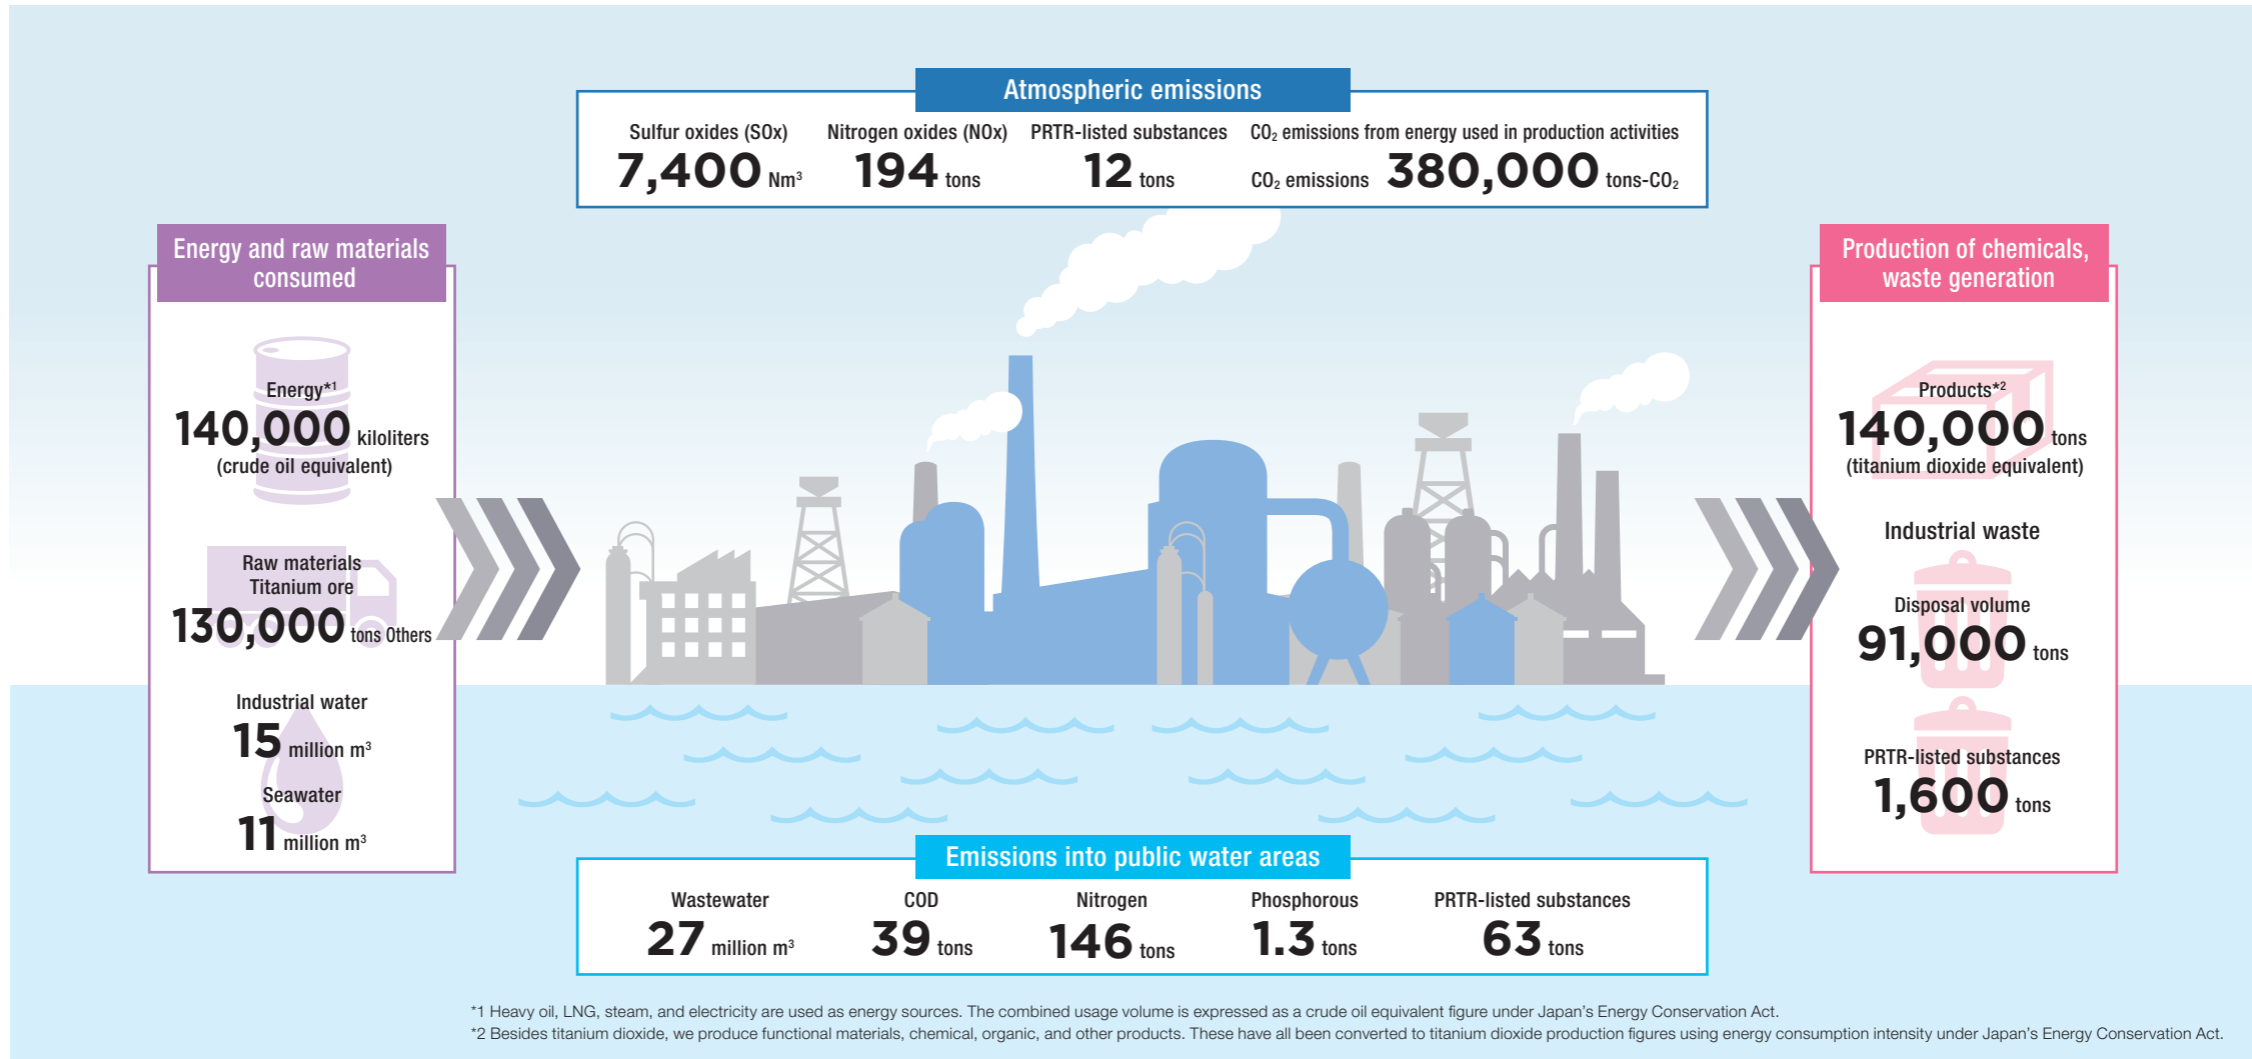 Atmospheric emissions
Sulfur oxides (SOx)
7,400 Nm³
Nitrogen oxides (NOx)
194 tons
PRTR-listed substances
12 tons
CO₂ emissions from energy used in production activities
CO₂ emissions 380,000 tons-CO₂
Energy and raw materials
consumed
Energy*1
140,000 kiloliters
(crude oil equivalent)
Raw materials
Titanium ore
130,000 tons Others
Industrial water
15 million m³
Seawater
11 million m³
Production of chemicals,
waste generation
Products*2
140,000 tons
(titanium dioxide equivalent)
Industrial waste
Disposal volume
91,000 tons
PRTR-listed substances
1,600 tons
Emissions into public water areas
Wastewater
27 million m³
COD
39 tons
Nitrogen
146 tons
Phosphorous
1.3 tons
PRTR-listed substances
63 tons
*1 Heavy oil, LNG, steam, and electricity are used as energy sources. The combined usage volume is expressed as a crude oil equivalent figure under Japan's Energy Conservation Act.
*2 Besides titanium dioxide, we produce functional materials, chemical, organic, and other products. These have all been converted to titanium dioxide production figures using energy consumption intensity under Japan's Energy Conservation Act.